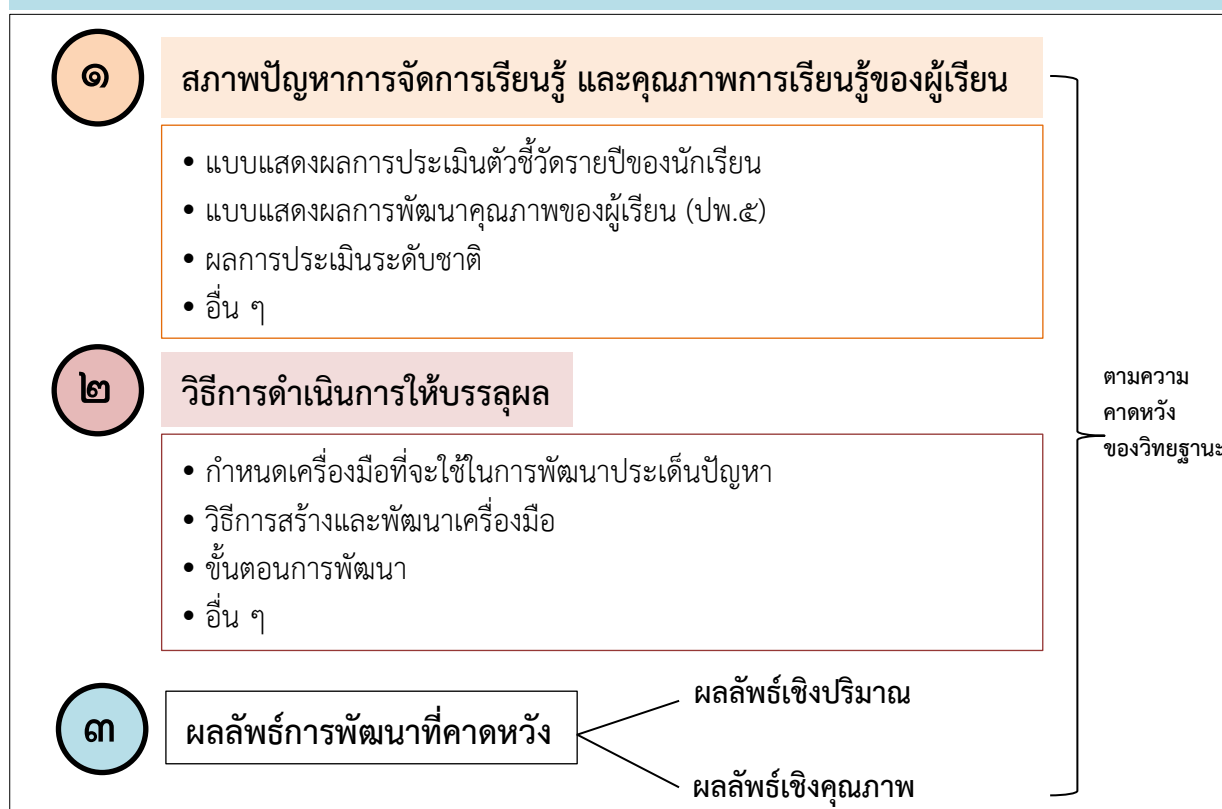 ๑
สภาพปัญหาการจัดการเรียนรู้ และคุณภาพการเรียนรู้ของผู้เรียน
• แบบแสดงผลการประเมินตัวชี้วัดรายปีของนักเรียน
• แบบแสดงผลการพัฒนาคุณภาพของผู้เรียน (ปพ.๕)
• ผลการประเมินระดับชาติ
• อื่น ๆ
๒
วิธีการดำเนินการให้บรรลุผล
• กำหนดเครื่องมือที่จะใช้ในการพัฒนาประเด็นปัญหา
• วิธีการสร้างและพัฒนาเครื่องมือ
• ขั้นตอนการพัฒนา
• อื่น ๆ
๓
ผลลัพธ์การพัฒนาที่คาดหวัง
ผลลัพธ์เชิงปริมาณ
ผลลัพธ์เชิงคุณภาพ
ตามความ
คาดหวัง
ของวิทยฐานะ